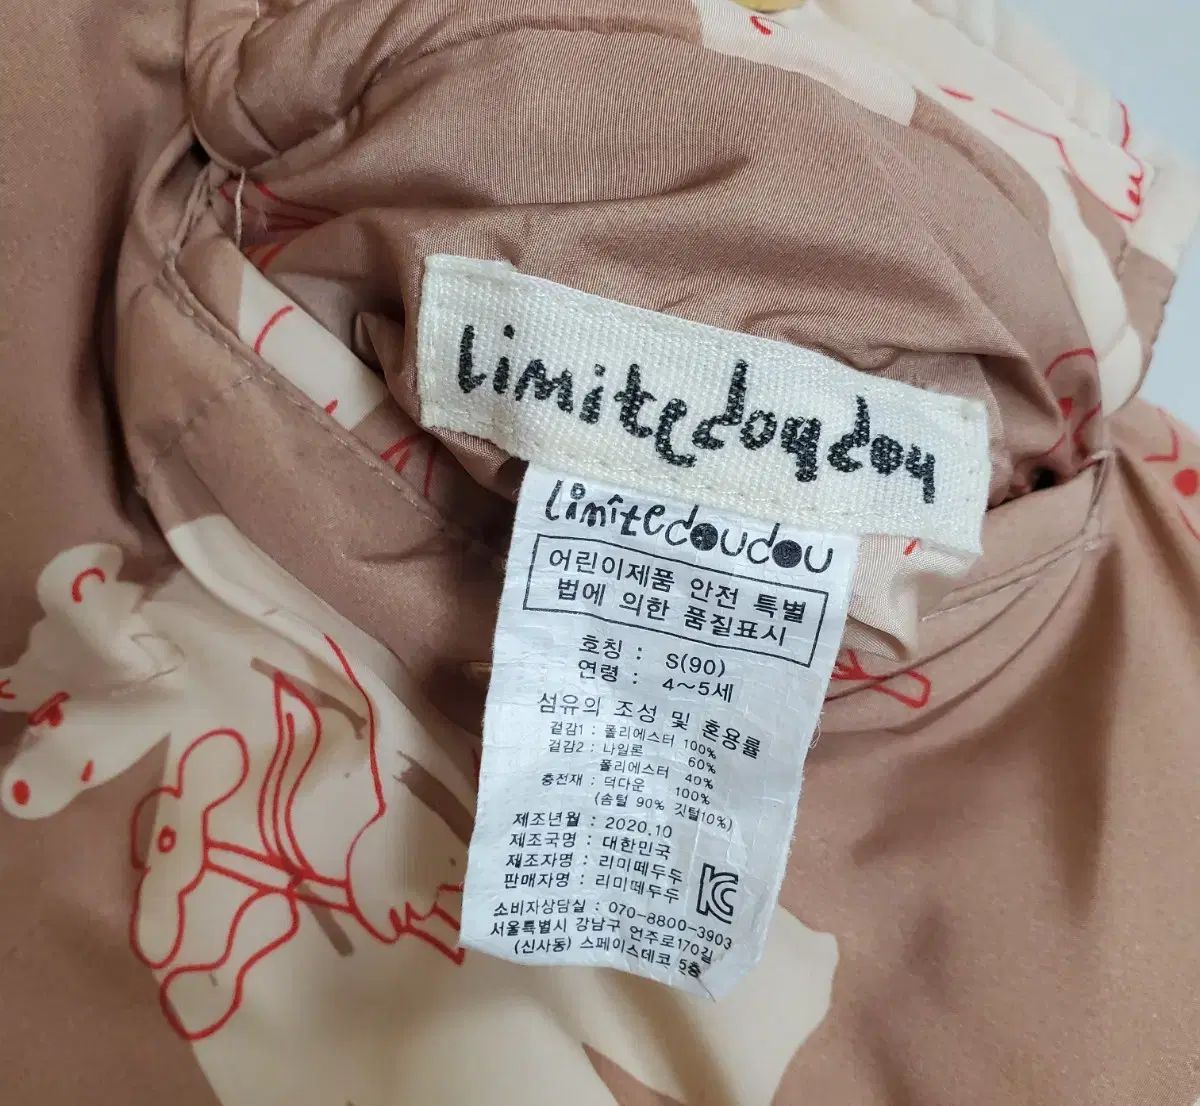 limitedoudou
limîtedoudou
어린이제품 안전 특별
법에 의한 품질표시
호칭 : S(90)
연령 : 4~5세
섬유의 조성 및 혼용률
겉감1 : 폴리에스터 100%
겉감2 : 나일론 60%
폴리에스터 40%
충전재 : 덕다운 100%
(솜털 90% 깃털10%)
제조년월 : 2020.10
제조국명 : 대한민국
제조자명 : 리미떼두두
판매자명 : 리미떼두두
소비자상담실 : 070-8800-3903
서울특별시 강남구 언주로170길
(신사동) 스페이스데코 5층